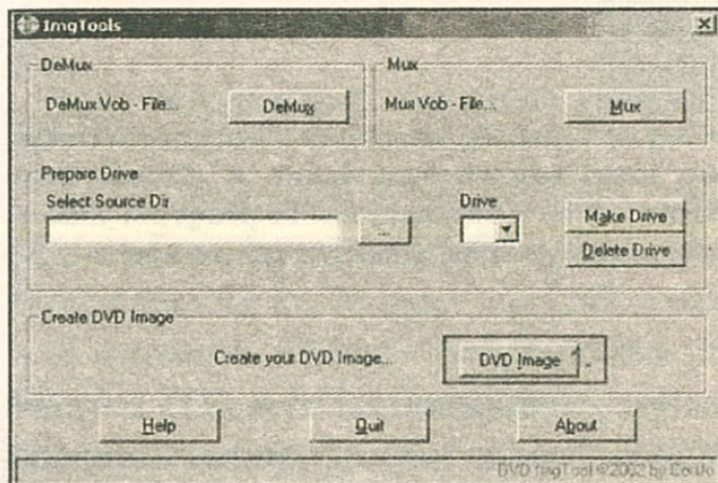 ImgTools
DeMux
Mux
DeMux Vob - File...
DeMux
Mux Vob - File...
Mux
Prepare Drive
Select Source Dir
Drive
...
Make Drive
Delete Drive
Create DVD Image
Create your DVD Image...
DVD Image
Help
Quit
About
DVD ImgTool ©2002 by